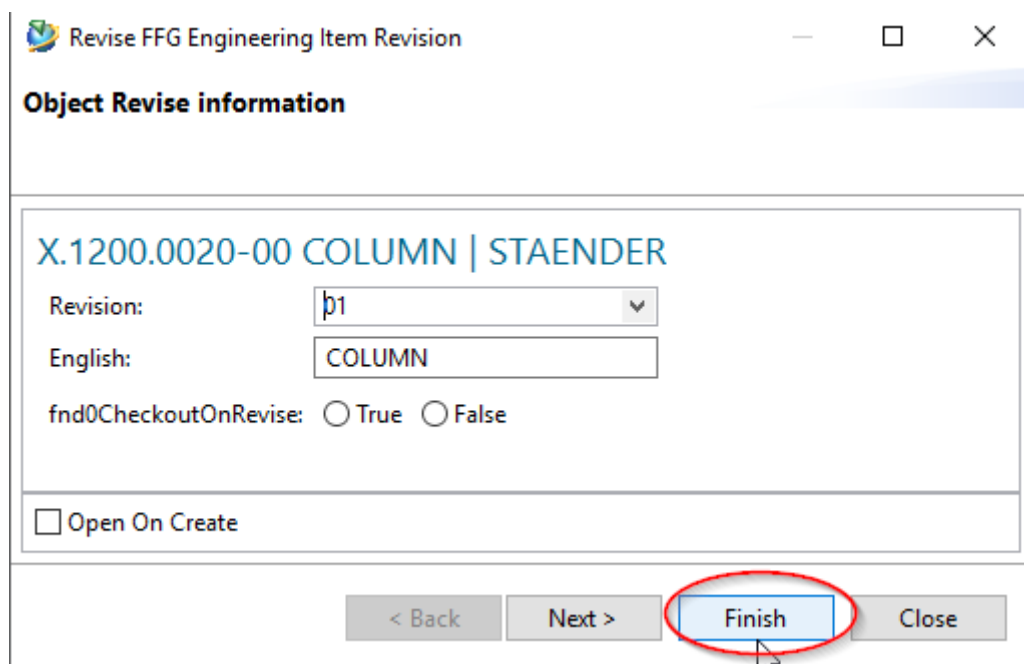 Revise FFG Engineering Item Revision
Object Revise information
X.1200.0020-00 COLUMN | STAENDER
Revision: 01
English: COLUMN
fnd0CheckoutOnRevise: True False
Open On Create
< Back Next > Finish Close